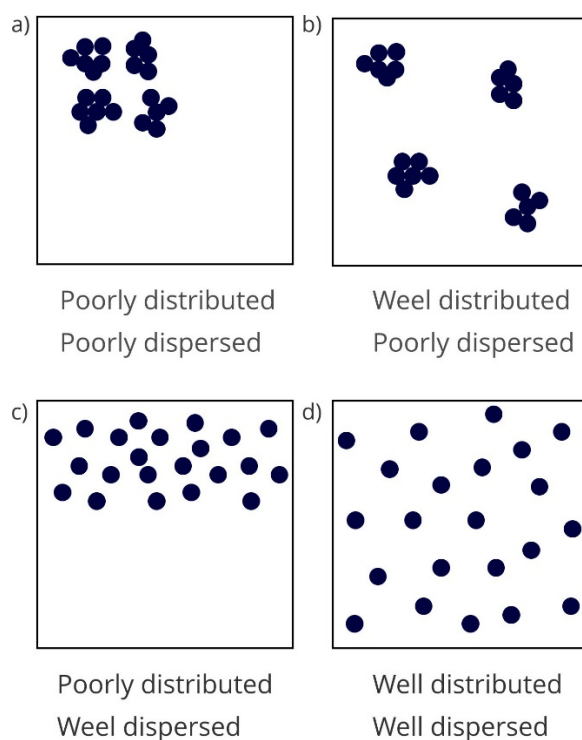 a)
b)
Poorly distributed
Poorly dispersed
Weel distributed
Poorly dispersed
c)
d)
Poorly distributed
Weel dispersed
Well distributed
Well dispersed